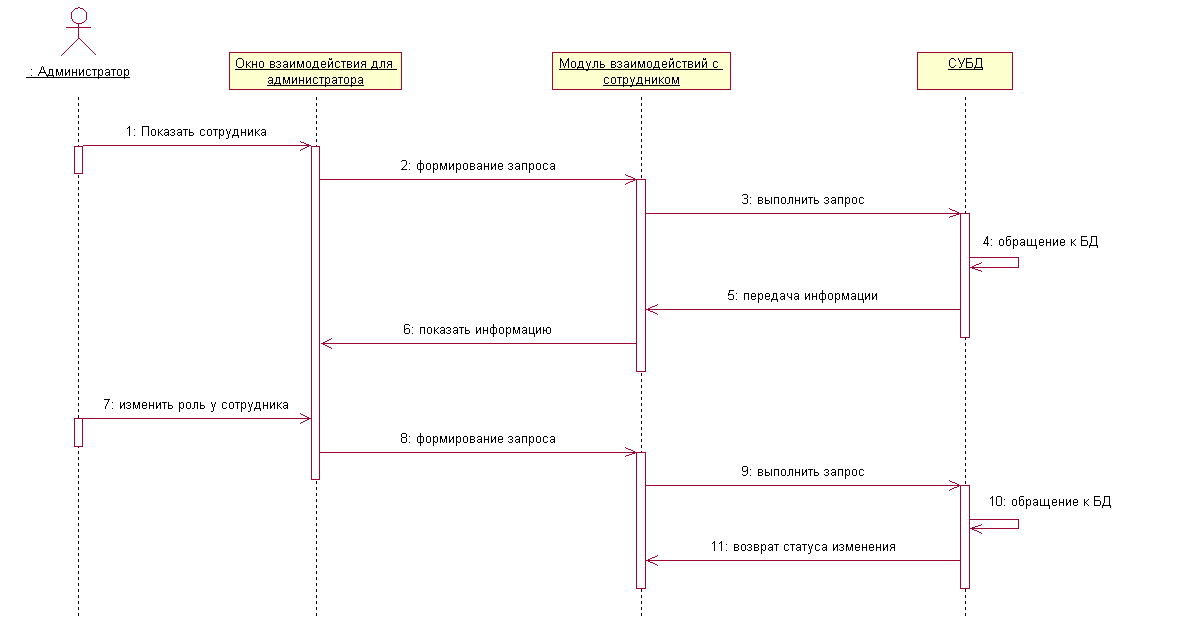 : Администратор
Окно взаимодействия для
администратора
Модуль взаимодействий с
сотрудником
СУБД
1: Показать сотрудника
2: формирование запроса
3: выполнить запрос
4: обращение к БД
5: передача информации
6: показать информацию
7: изменить роль у сотрудника
8: формирование запроса
9: выполнить запрос
10: обращение к БД
11: возврат статуса изменения